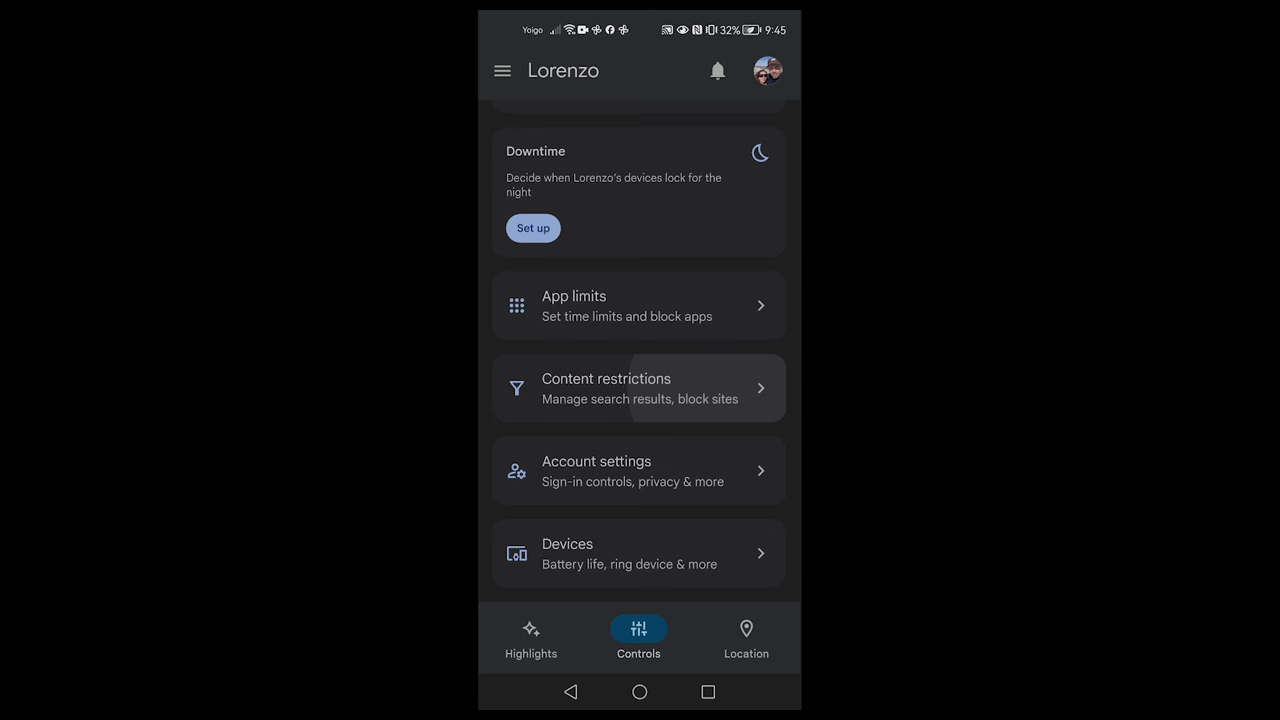 Yoigo 32% 9:45
Lorenzo
Downtime
Decide when Lorenzo's devices lock for the
night
Set up
App limits
Set time limits and block apps
Content restrictions
Manage search results, block sites
Account settings
Sign-in controls, privacy & more
Devices
Battery life, ring device & more
Highlights Controls Location